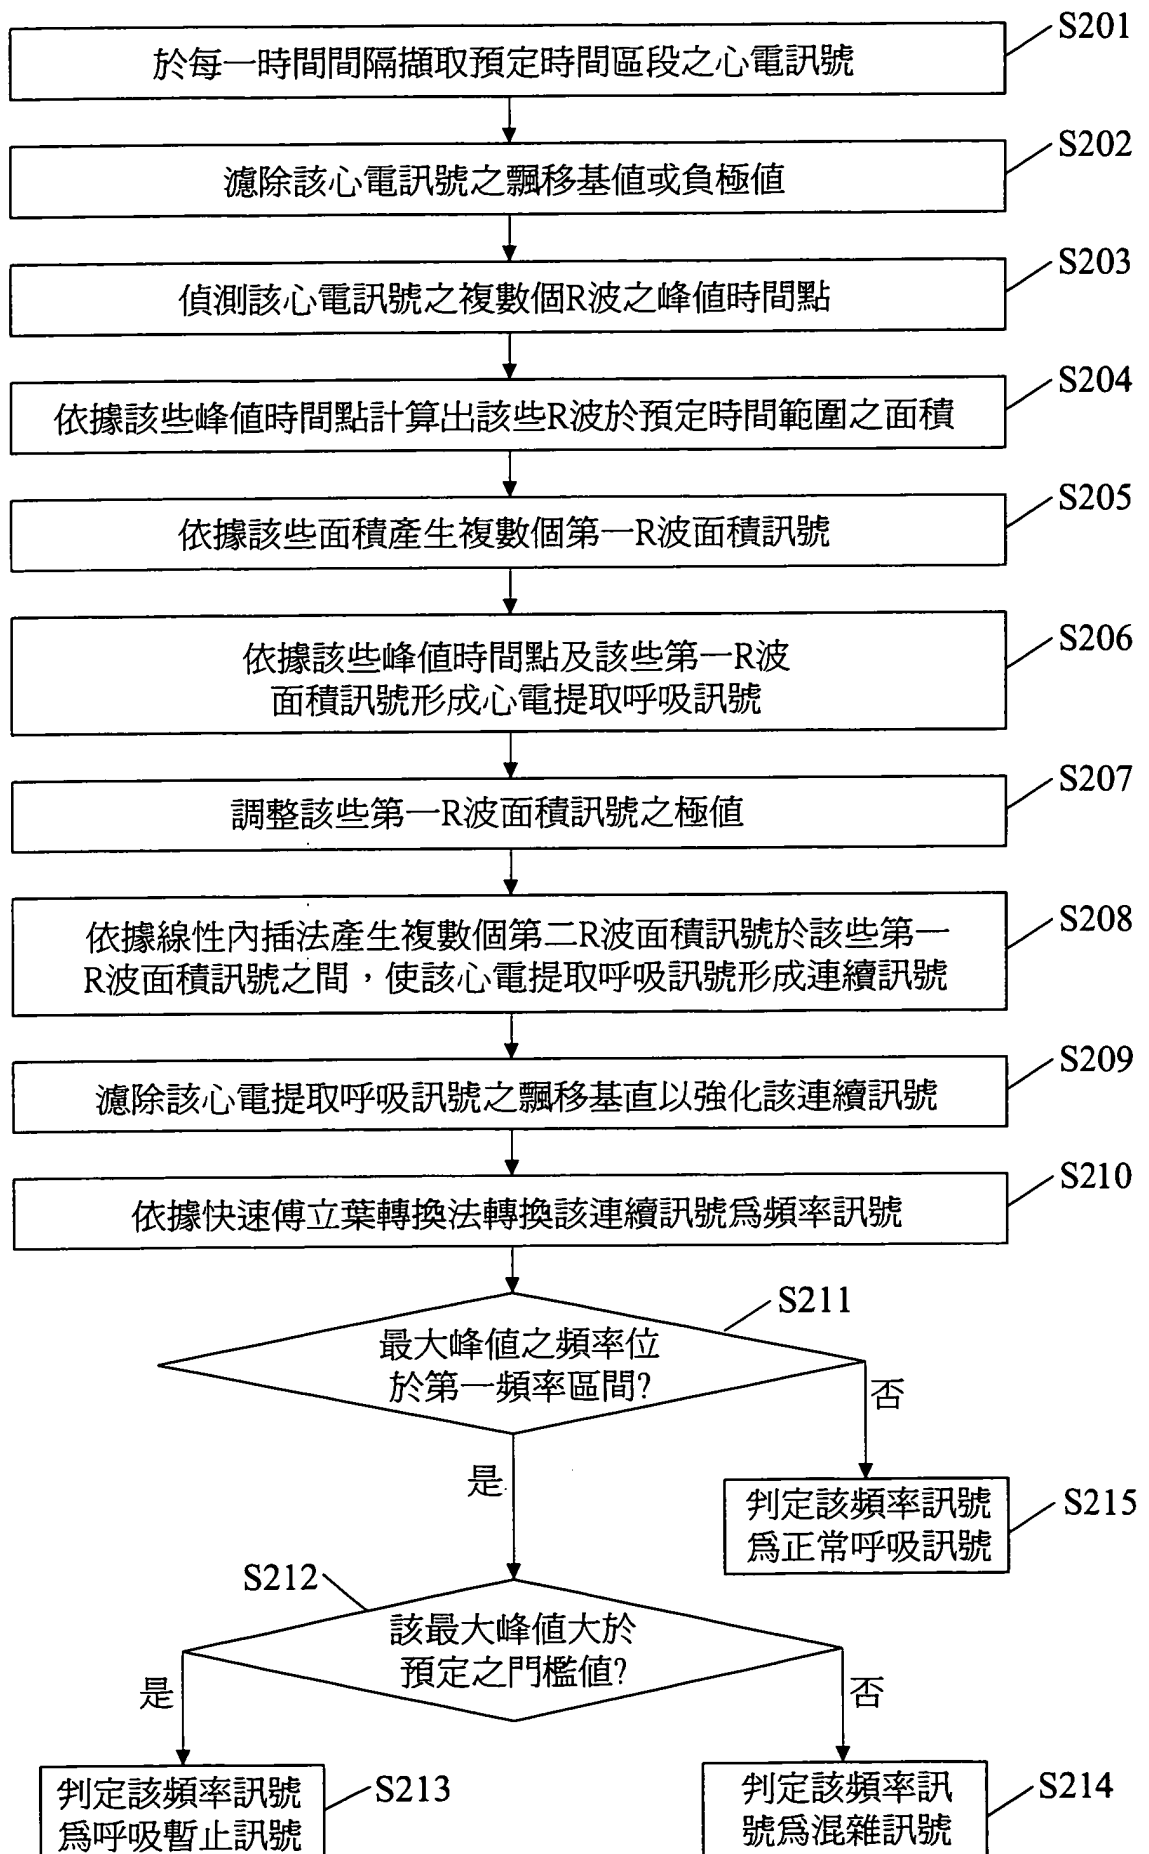 S201
於每一時間間隔擷取預定時間區段之心電訊號
S202
濾除該心電訊號之飄移基值或負極值
S203
偵測該心電訊號之複數個R波之峰值時間點
S204
依據該些峰值時間點計算出該些R波於預定時間範圍之面積
S205
依據該些面積產生複數個第一R波面積訊號
S206
依據該些峰值時間點及該些第一R波
面積訊號形成心電提取呼吸訊號
S207
調整該些第一R波面積訊號之極值
S208
依據線性內插法產生複數個第二R波面積訊號於該些第一
R波面積訊號之間，使該心電提取呼吸訊號形成連續訊號
S209
濾除該心電提取呼吸訊號之飄移基直以強化該連續訊號
S210
依據快速傅立葉轉換法轉換該連續訊號爲頻率訊號
S211
最大峰值之頻率位
於第一頻率區間?
否
是
判定該頻率訊號
爲正常呼吸訊號
S215
S212
該最大峰值大於
預定之門檻值?
是
否
判定該頻率訊號
爲呼吸暫止訊號
S213
判定該頻率訊
號爲混雜訊號
S214